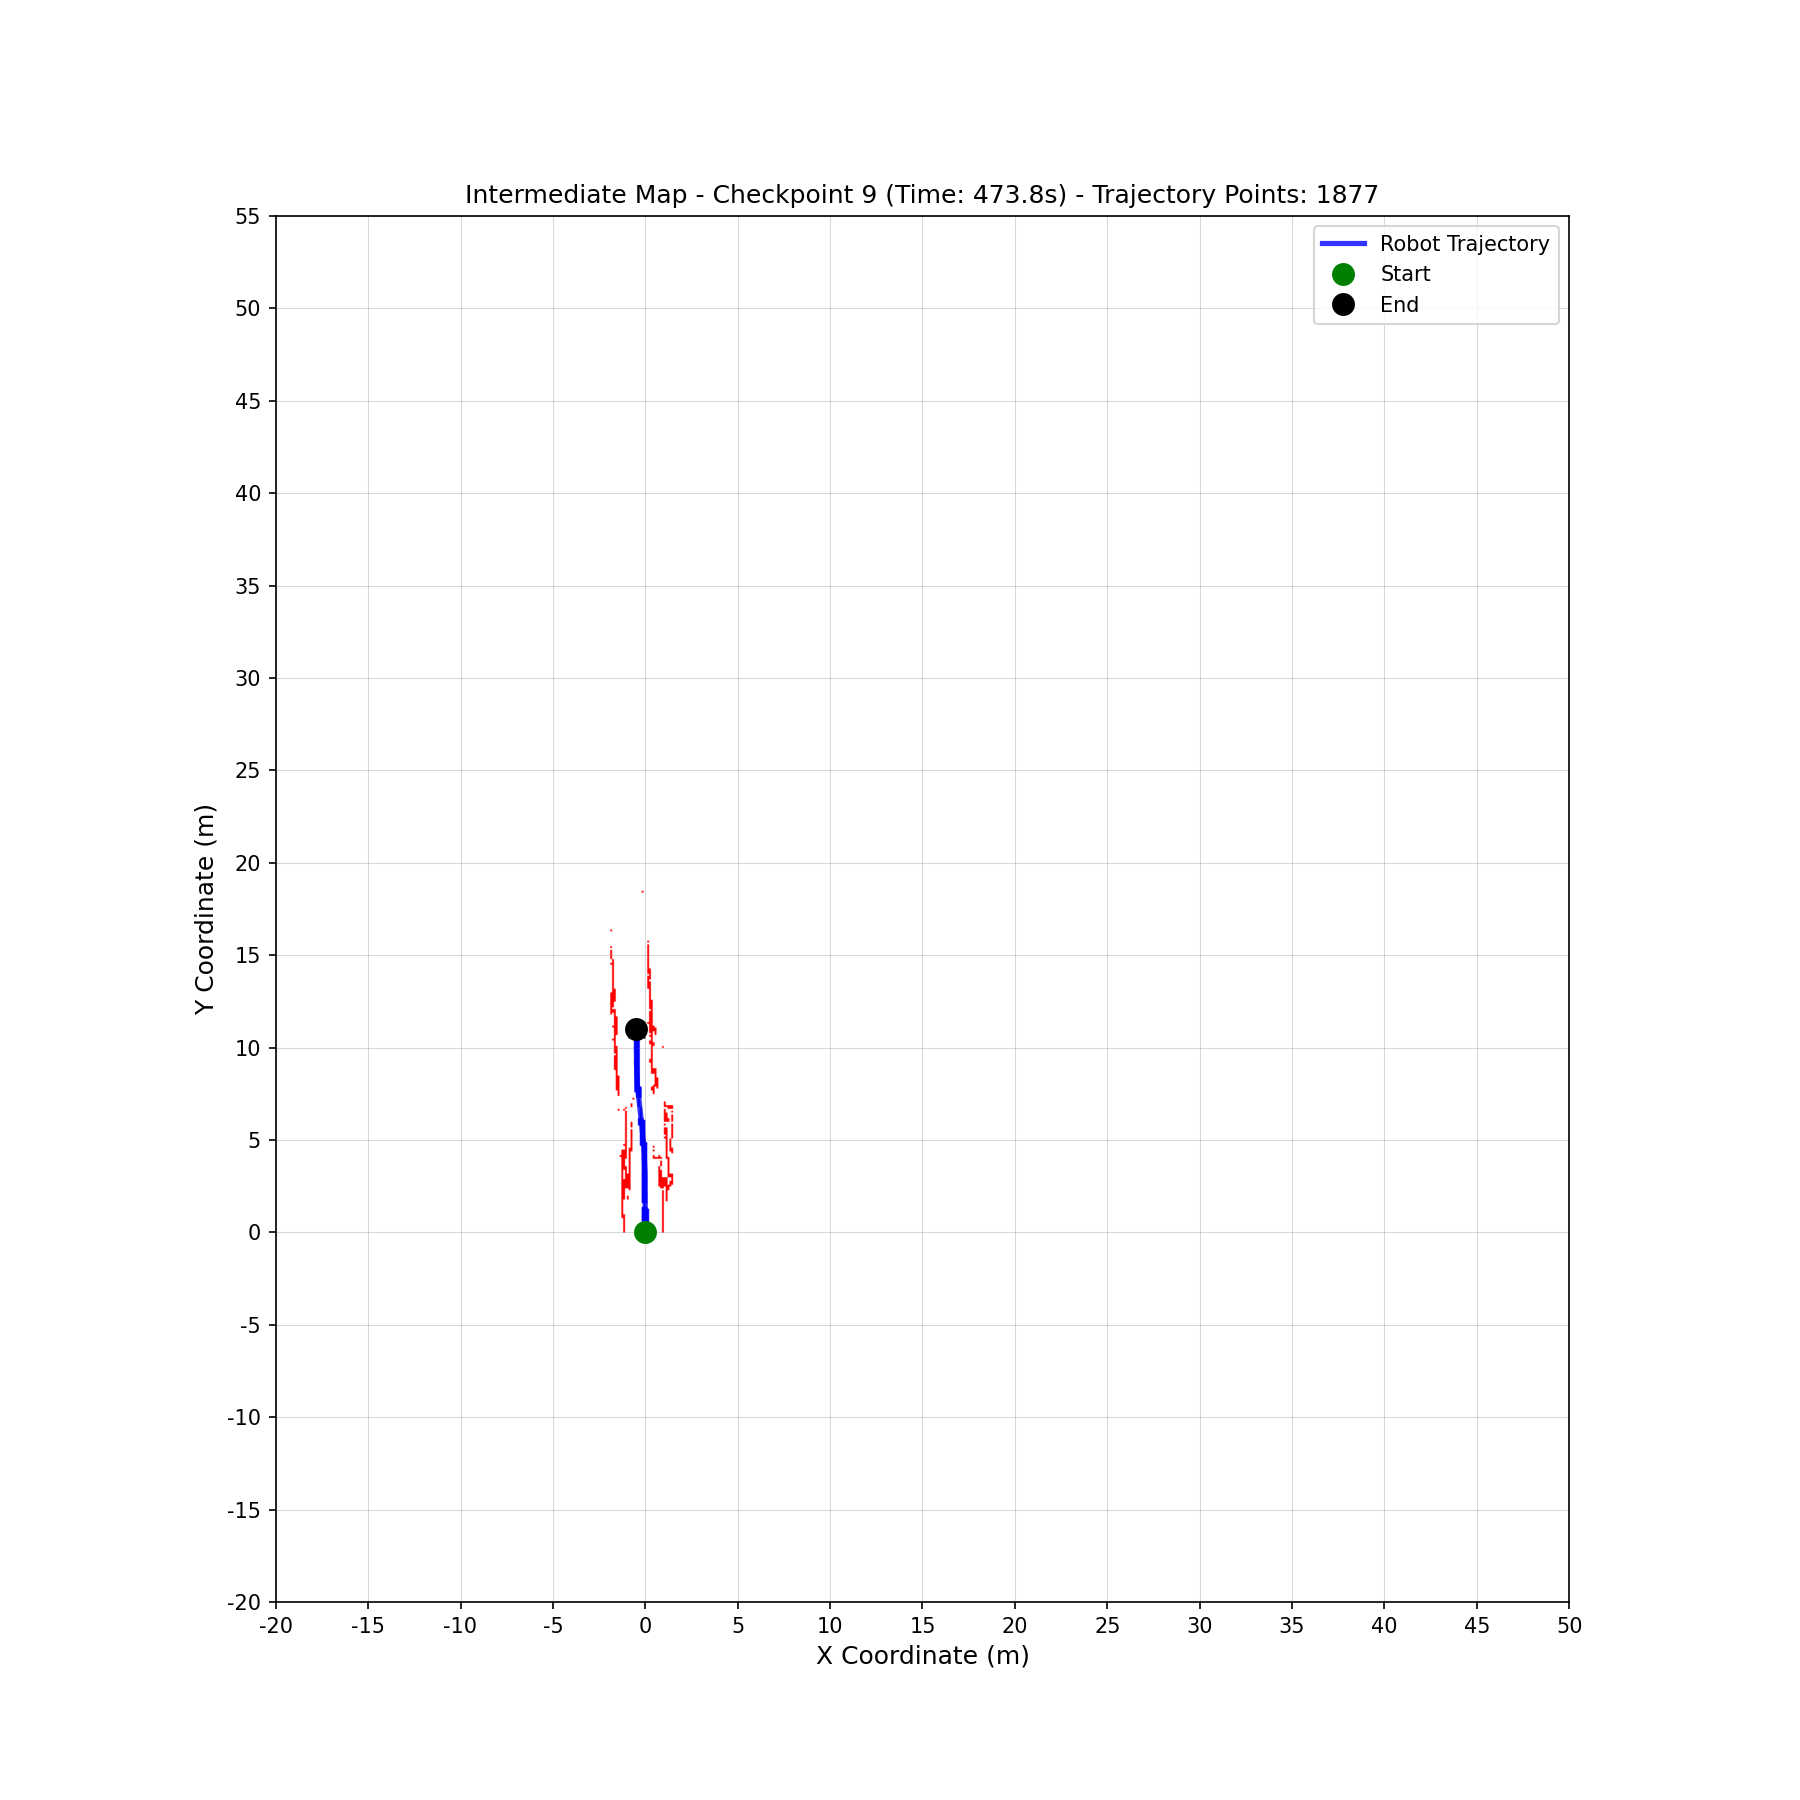 Intermediate Map - Checkpoint 9 (Time: 473.8s) - Trajectory Points: 1877
Robot Trajectory
Start
End
55
50
45
40
35
30
25
20
15
10
5
0
-5
-10
-15
-20
Y Coordinate (m)
-20 -15 -10 -5 0 5 10 15 20 25 30 35 40 45 50
X Coordinate (m)